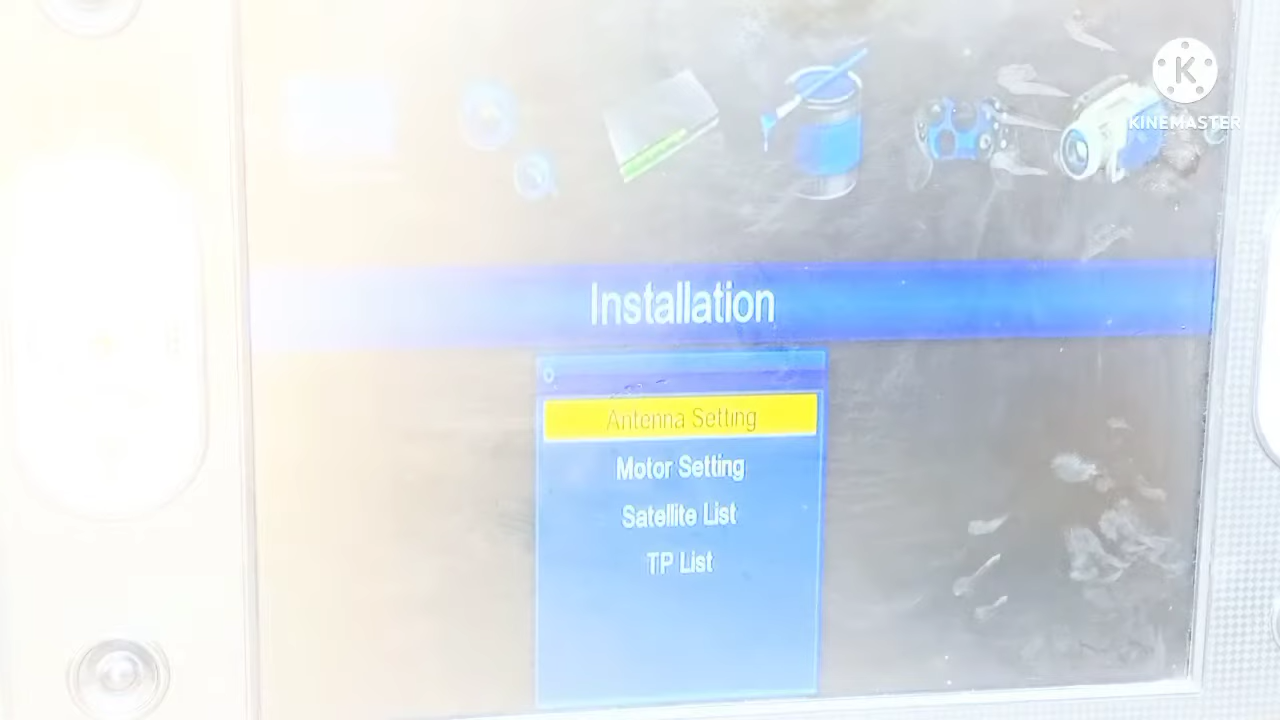 K
KINEMASTER
Installation
Antenna Setting
Motor Setting
Satellite List
TP List